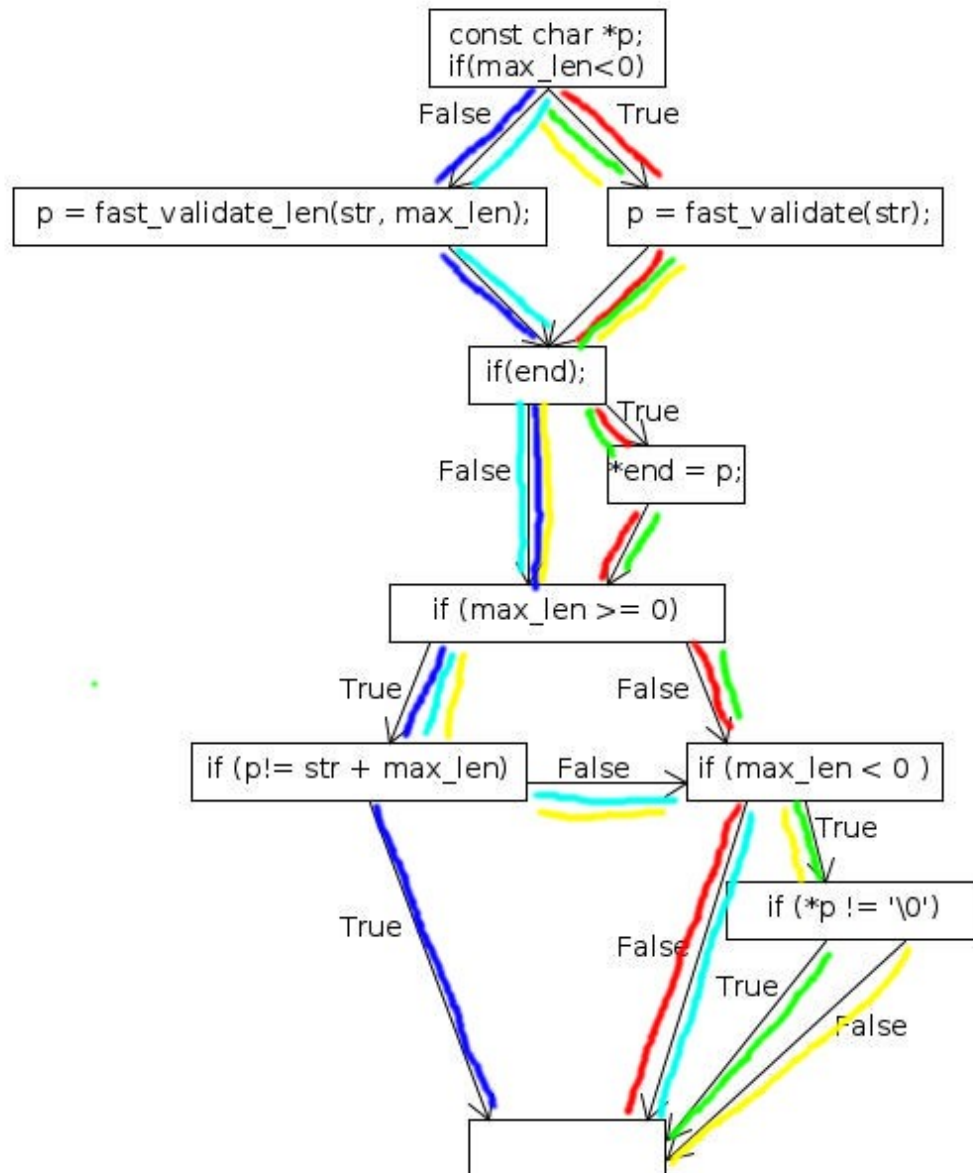 const char *p;
if(max_len<0)
False
True
p = fast_validate_len(str, max_len);
p = fast_validate(str);
if(end);
True
False
*end = p;
if (max_len >= 0)
True
False
if (p!= str + max_len)
False
if (max_len < 0 )
True
if (*p != '\0')
True
False
True
False